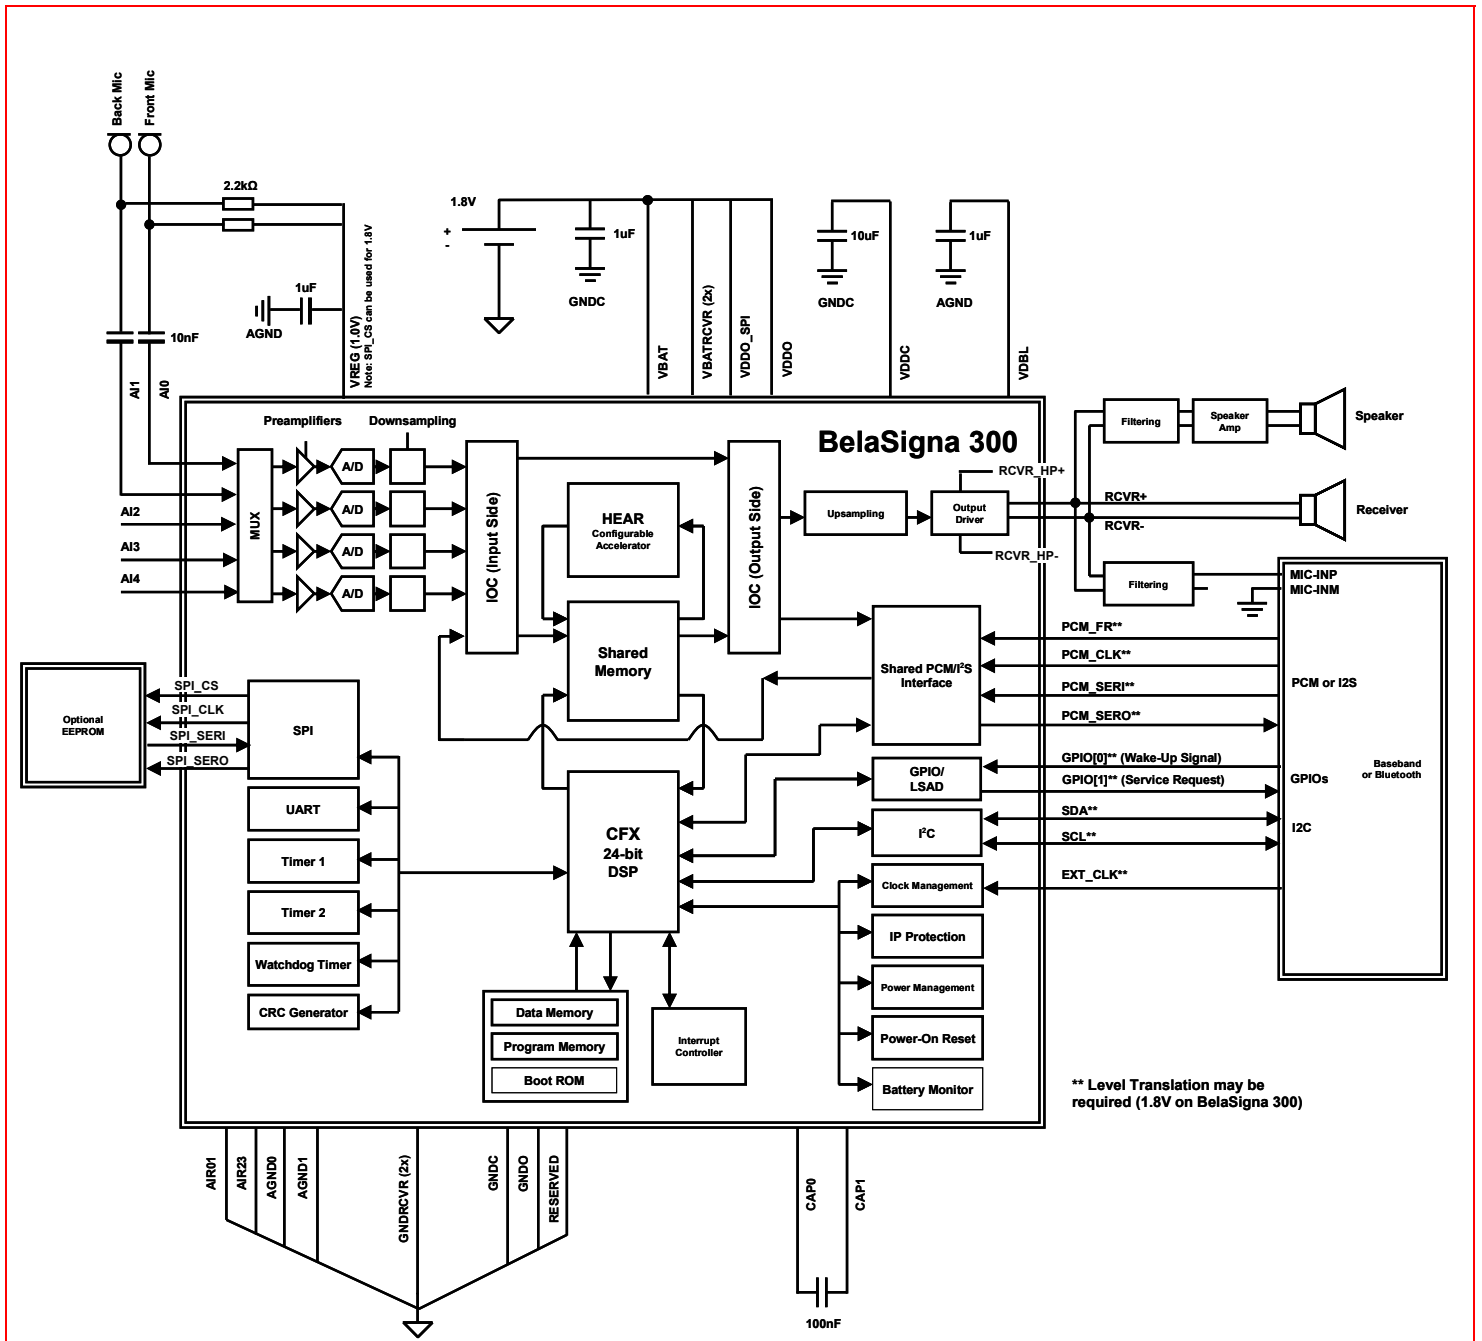 Back Mic
Front Mic
2.2kΩ
1.8V
+
-
1uF
GNDC
10uF
GNDC
1uF
AGND
1uF
AGND
10nF
VREG (1.0V)
Note: SPI_CS can be used for 1.8V
AI1
AI0
VBAT
VBATRCVR (2x)
VDDO_SPI
VDDO
VDDC
VDBL
Preamplifiers
Downsampling
BelaSigna 300
MUX
A/D
A/D
A/D
A/D
AI2
AI3
AI4
IOC (Input Side)
HEAR
Configurable
Accelerator
Shared
Memory
IOC (Output Side)
Upsampling
Output
Driver
RCVR_HP+
RCVR_HP-
RCVR+
RCVR-
Filtering
Speaker
Amp
Speaker
Receiver
Filtering
MIC-INP
MIC-INM
Shared PCM/I²S
Interface
PCM_FR**
PCM_CLK**
PCM_SERI**
PCM_SERO**
PCM or I2S
GPIO/
LSAD
GPIO[0]** (Wake-Up Signal)
GPIO[1]** (Service Request)
GPIOs
Baseband
or Bluetooth
I²C
SDA**
SCL**
I2C
Clock Management
EXT_CLK**
IP Protection
Power Management
Power-On Reset
Battery Monitor
Optional
EEPROM
SPI_CS
SPI_CLK
SPI_SERI
SPI_SERO
SPI
UART
Timer 1
Timer 2
Watchdog Timer
CRC Generator
CFX
24-bit
DSP
Data Memory
Program Memory
Boot ROM
Interrupt
Controller
** Level Translation may be
required (1.8V on BelaSigna 300)
AIR01
AIR23
AGND0
AGND1
GNDRCVR (2x)
GNDC
GNDO
RESERVED
CAP0
CAP1
100nF